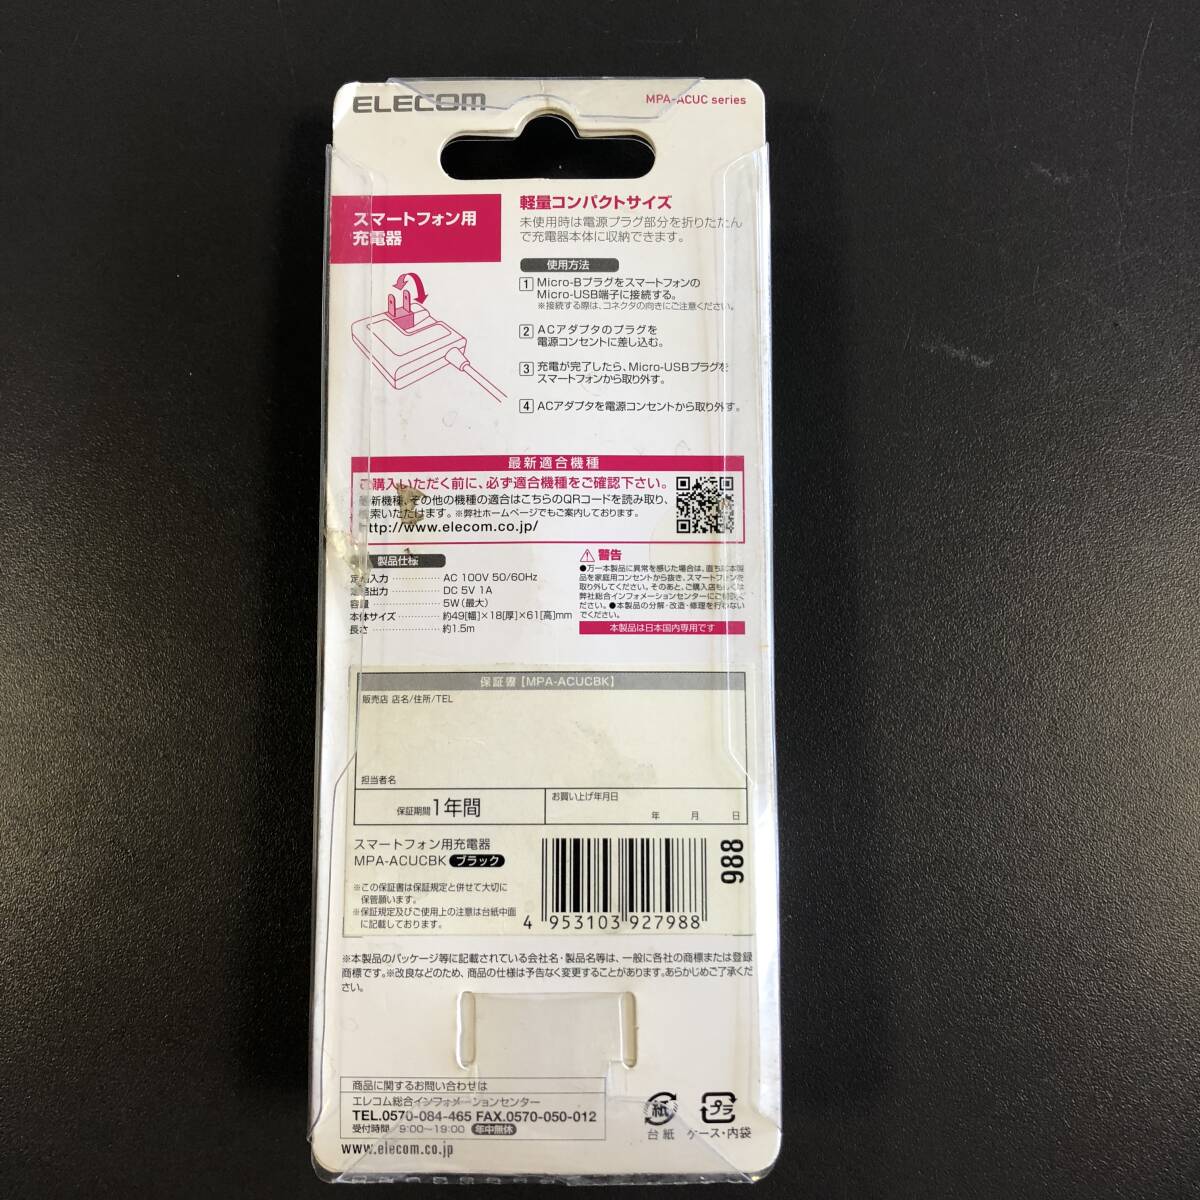 ELECOM
MPA-ACUC series
スマートフォン用
充電器
軽量コンパクトサイズ
未使用時は電源プラグ部分を折りたたん
で充電器本体に収納できます。
使用方法
1 Micro-Bプラグをスマートフォンの
Micro-USB端子に接続する。
※接続する際は、コネクタの向きにご注意ください。
2 ACアダプタのプラグを
電源コンセントに差し込む。
3 充電が完了したら、Micro-USBプラグを
スマートフォンから取り外す。
4 ACアダプタを電源コンセントから取り外す。
最新適合機種
ご購入いただく前に、必ず適合機種をご確認下さい。
最新機種、その他の機種の適合はこちらのQRコードを読み取り、
検索いただけます。※弊社ホームページでもご案内しております。
http://www.elecom.co.jp/
製品仕様
定格入力 ………… AC 100V 50/60Hz
定格出力 ………… DC 5V 1A
容量 ………… 5W(最大)
本体サイズ ………… 約49[幅]×18[厚]×61[高]mm
長さ ………… 約1.5m
警告
●万一本製品に異常を感じた場合は、直ちに本製
品を家庭用コンセントから抜き、スマートフォンを
取り外してください。そのあと、ご購入店もしくは
弊社総合インフォメーションセンターにご相談く
ださい。●本製品の分解・改造・修理を行わない
でください。
本製品は日本国内専用です
保証書【MPA-ACUCBK】
販売店 店名/住所/TEL
担当者名
保証期間 1年間
お買い上げ年月日
年 月 日
スマートフォン用充電器
MPA-ACUCBK ブラック
※この保証書は保証規定と併せて大切に
保管願います。
※保証規定及びご使用上の注意は台紙中面
に記載しております。
4 953103 927988
988
※本製品のパッケージ等に記載されている会社名・製品名等は、一般に各社の商標または登録
商標です。※改良などのため、商品の仕様は予告なく変更することがあります。あらかじめご了承くだ
さい。
商品に関するお問い合わせは
エレコム総合インフォメーションセンター
TEL.0570-084-465 FAX.0570-050-012
受付時間／9:00〜19:00 年中無休
www.elecom.co.jp
紙
台紙
プラ
ケース・内袋